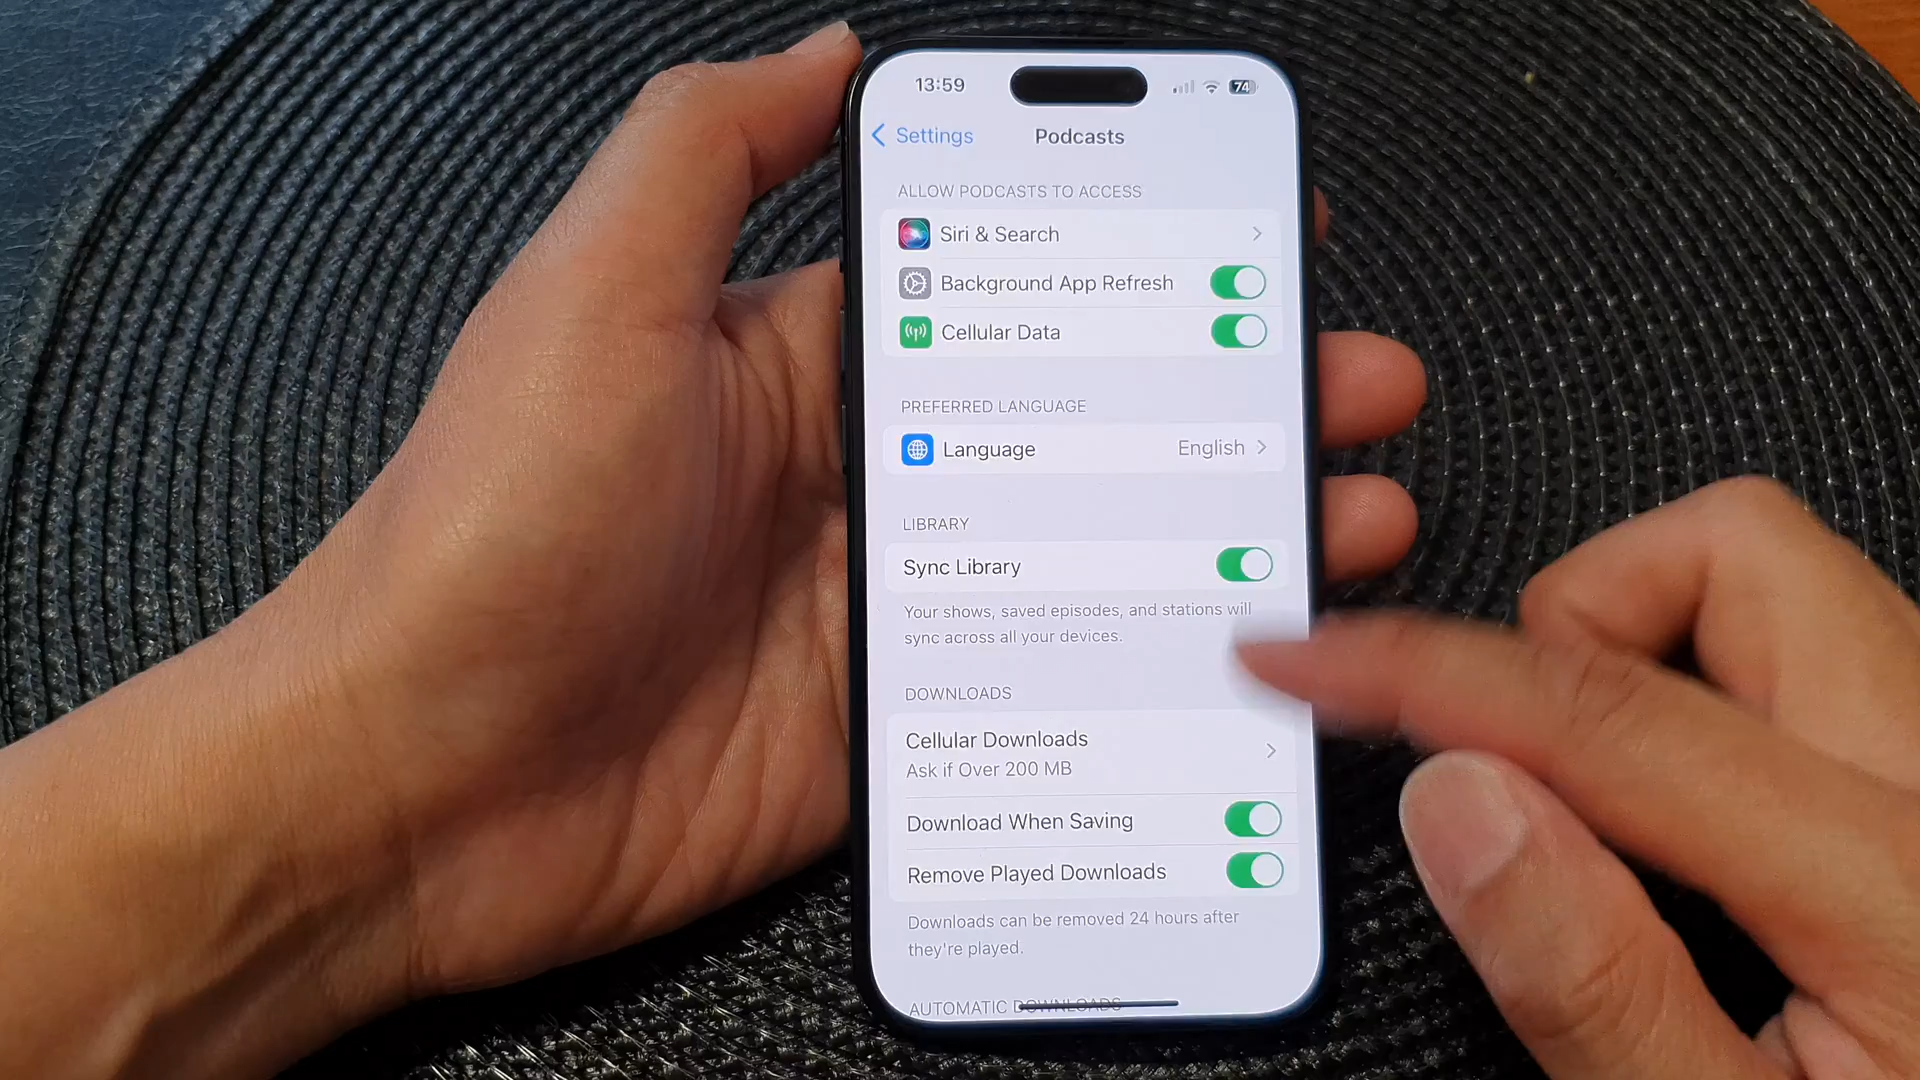 13:59
74
Settings
Podcasts
ALLOW PODCASTS TO ACCESS
Siri & Search
Background App Refresh
Cellular Data
PREFERRED LANGUAGE
Language
English
LIBRARY
Sync Library
Your shows, saved episodes, and stations will
sync across all your devices.
DOWNLOADS
Cellular Downloads
Ask if Over 200 MB
Download When Saving
Remove Played Downloads
Downloads can be removed 24 hours after
they're played.
AUTOMATIC DOWNLOADS